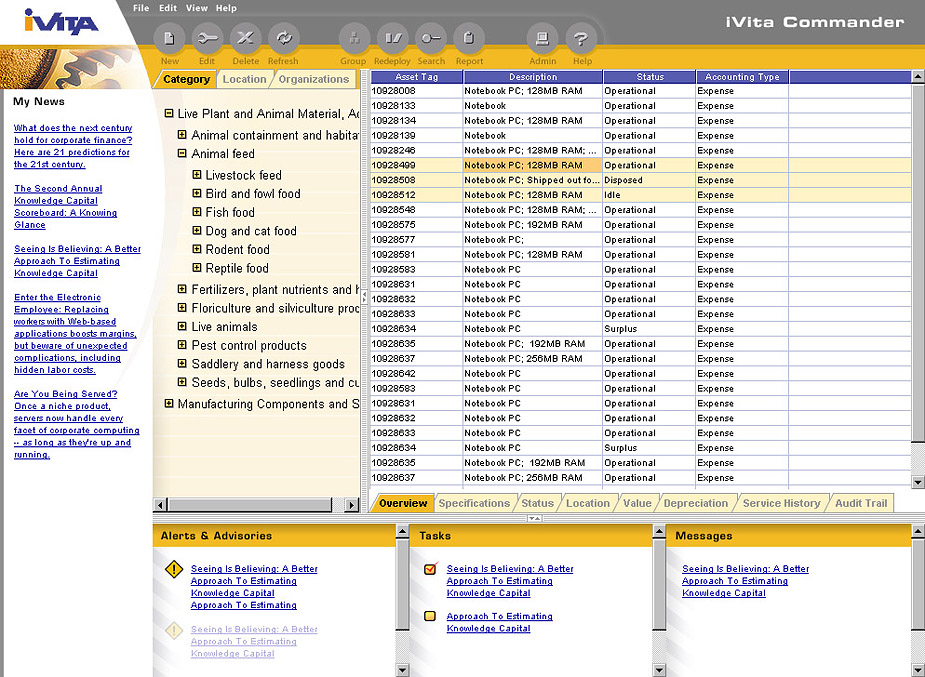 iVITA
File Edit View Help
iVita Commander
New Edit Delete Refresh Group Redeploy Search Report Admin Help
My News
What does the next century
hold for corporate finance?
Here are 21 predictions for
the 21st century.
The Second Annual
Knowledge Capital
Scoreboard: A Knowing
Glance
Seeing Is Believing: A Better
Approach To Estimating
Knowledge Capital
Enter the Electronic
Employee: Replacing
workers with Web-based
applications boosts margins,
but beware of unexpected
complications, including
hidden labor costs.
Are You Being Served?
Once a niche product,
servers now handle every
facet of corporate computing
-- as long as they're up and
running.
Category Location Organizations
Live Plant and Animal Material, Ac
Animal containment and habita
Animal feed
Livestock feed
Bird and fowl food
Fish food
Dog and cat food
Rodent food
Reptile food
Fertilizers, plant nutrients and h
Floriculture and silviculture proc
Live animals
Pest control products
Saddlery and harness goods
Seeds, bulbs, seedlings and cu
Manufacturing Components and S
Asset Tag Description Status Accounting Type
10928008 Notebook PC; 128MB RAM Operational Expense
10928133 Notebook Operational Expense
10928134 Notebook PC; 128MB RAM Operational Expense
10928139 Notebook Operational Expense
10928246 Notebook PC; 128MB RAM; ... Operational Expense
10928499 Notebook PC; 128MB RAM Operational Expense
10928508 Notebook PC; Shipped out fo... Disposed Expense
10928512 Notebook PC; 128MB RAM Idle Expense
10928548 Notebook PC; 128MB RAM; ... Operational Expense
10928575 Notebook PC; 192MB RAM Operational Expense
10928577 Notebook PC; Operational Expense
10928581 Notebook PC; 128MB RAM Operational Expense
10928583 Notebook PC Operational Expense
10928631 Notebook PC Operational Expense
10928632 Notebook PC Operational Expense
10928633 Notebook PC Operational Expense
10928634 Notebook PC Surplus Expense
10928635 Notebook PC; 192MB RAM Operational Expense
10928637 Notebook PC; 256MB RAM Operational Expense
10928642 Notebook PC Operational Expense
10928583 Notebook PC Operational Expense
10928631 Notebook PC Operational Expense
10928632 Notebook PC Operational Expense
10928633 Notebook PC Operational Expense
10928634 Notebook PC Surplus Expense
10928635 Notebook PC; 192MB RAM Operational Expense
10928637 Notebook PC; 256MB RAM Operational Expense
Overview Specifications Status Location Value Depreciation Service History Audit Trail
Alerts & Advisories
Seeing Is Believing: A Better
Approach To Estimating
Knowledge Capital
Approach To Estimating
Seeing Is Believing: A Better
Approach To Estimating
Knowledge Capital
Tasks
Seeing Is Believing: A Better
Approach To Estimating
Knowledge Capital
Approach To Estimating
Knowledge Capital
Messages
Seeing Is Believing: A Better
Approach To Estimating
Knowledge Capital